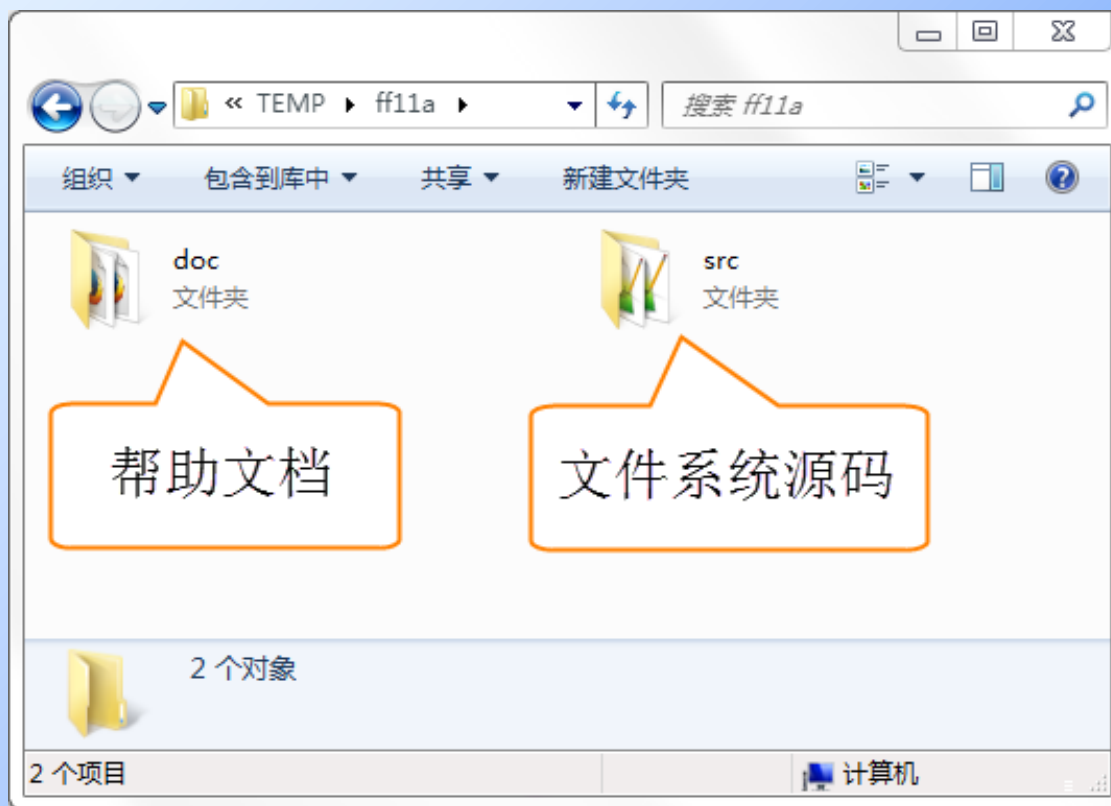 « TEMP ▸ ff11a ▸
搜索 ff11a
组织 包含到库中 共享 新建文件夹
doc
文件夹
src
文件夹
帮助文档
文件系统源码
2 个对象
2 个项目
计算机